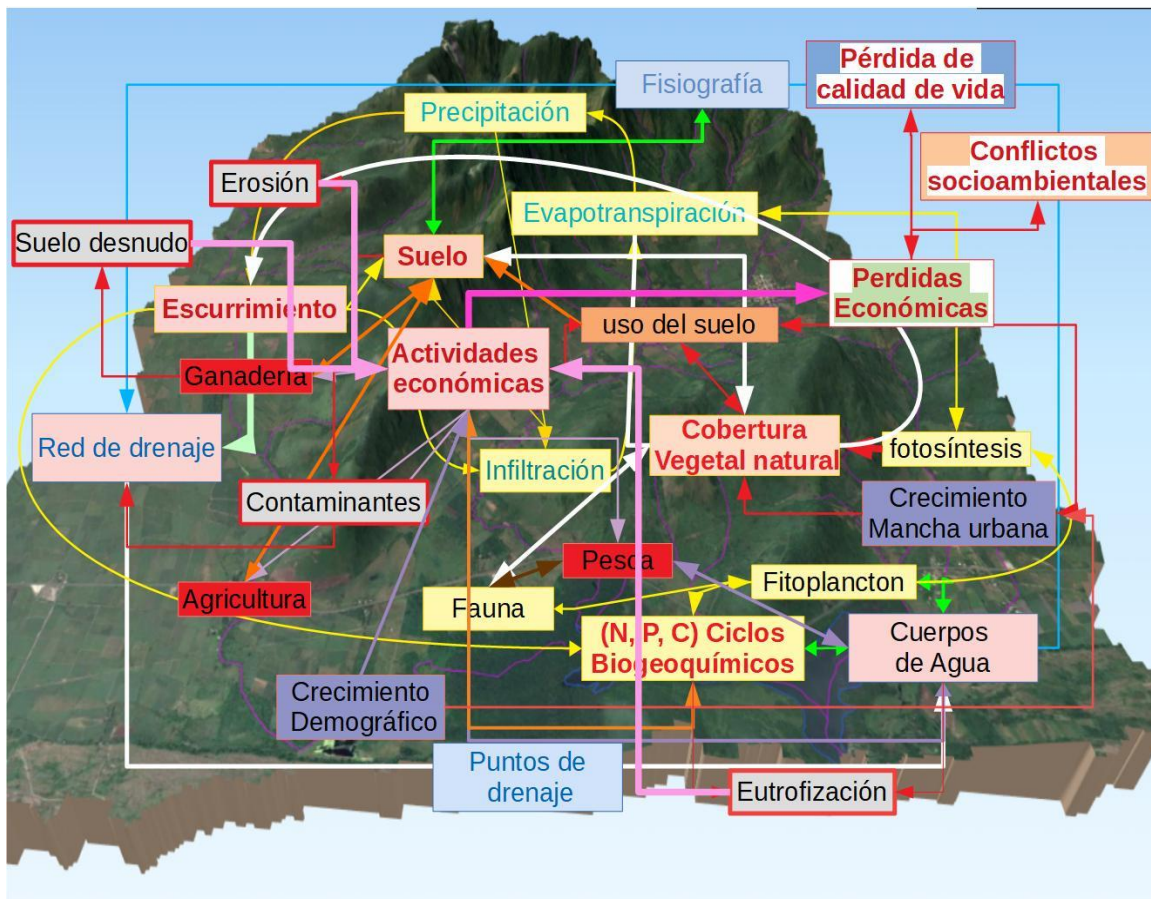 Pérdida de
calidad de vida
Fisiografía
Precipitación
Conflictos
socioambientales
Erosión
Evapotranspiración
Suelo desnudo
Suelo
Perdidas
Económicas
Escurrimiento
uso del suelo
Actividades
económicas
Ganadería
Red de drenaje
Cobertura
Vegetal natural
fotosíntesis
Infiltración
Contaminantes
Crecimiento
Mancha urbana
Pesca
Fitoplancton
Agricultura
Fauna
(N, P, C) Ciclos
Biogeoquímicos
Cuerpos
de Agua
Crecimiento
Demográfico
Puntos de
drenaje
Eutrofización